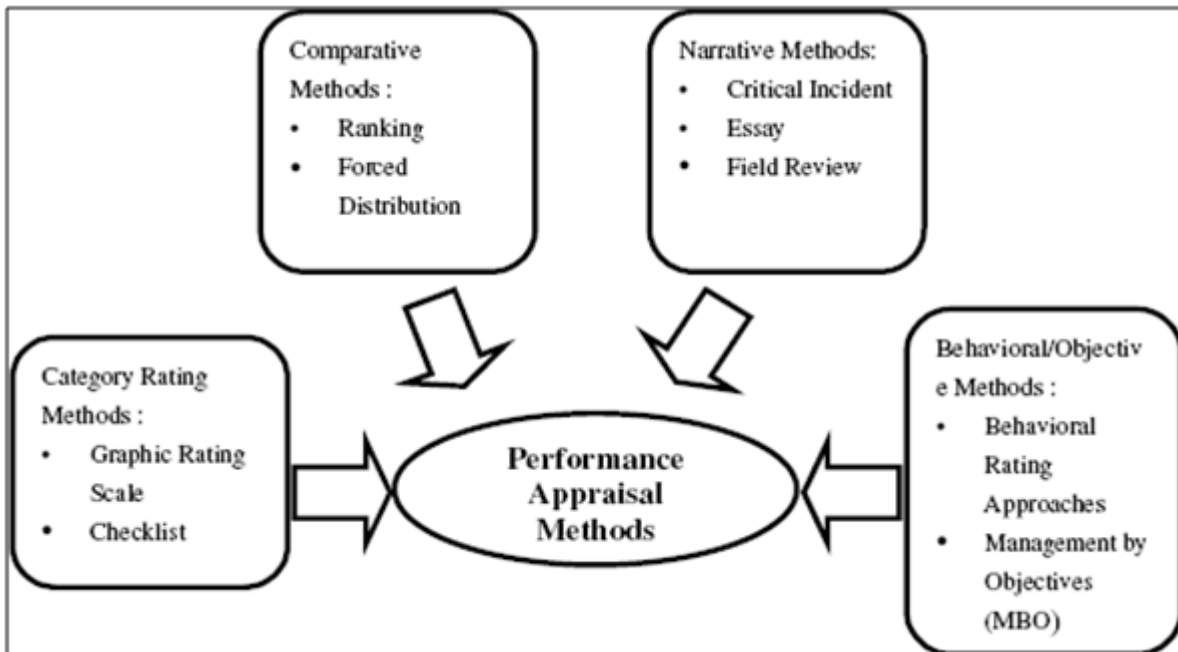 Comparative
Methods :
• Ranking
• Forced
Distribution
Narrative Methods:
• Critical Incident
• Essay
• Field Review
Category Rating
Methods :
• Graphic Rating
Scale
• Checklist
Performance
Appraisal
Methods
Behavioral/Objectiv
e Methods :
• Behavioral
Rating
Approaches
• Management by
Objectives
(MBO)